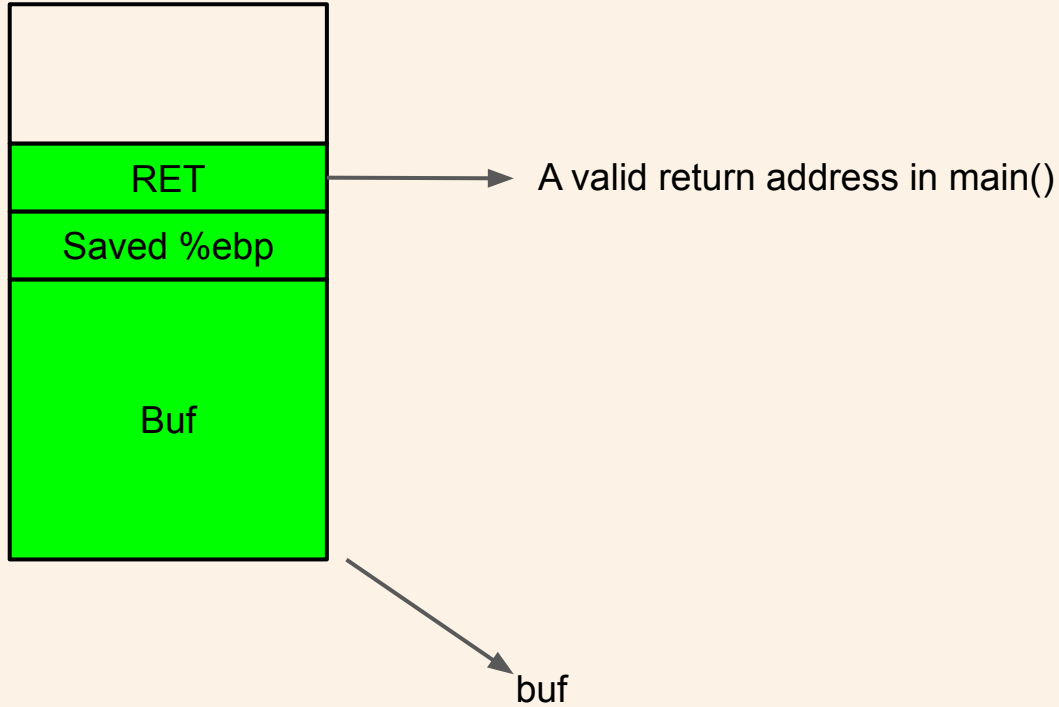 RET
A valid return address in main()
Saved %ebp
Buf
buf